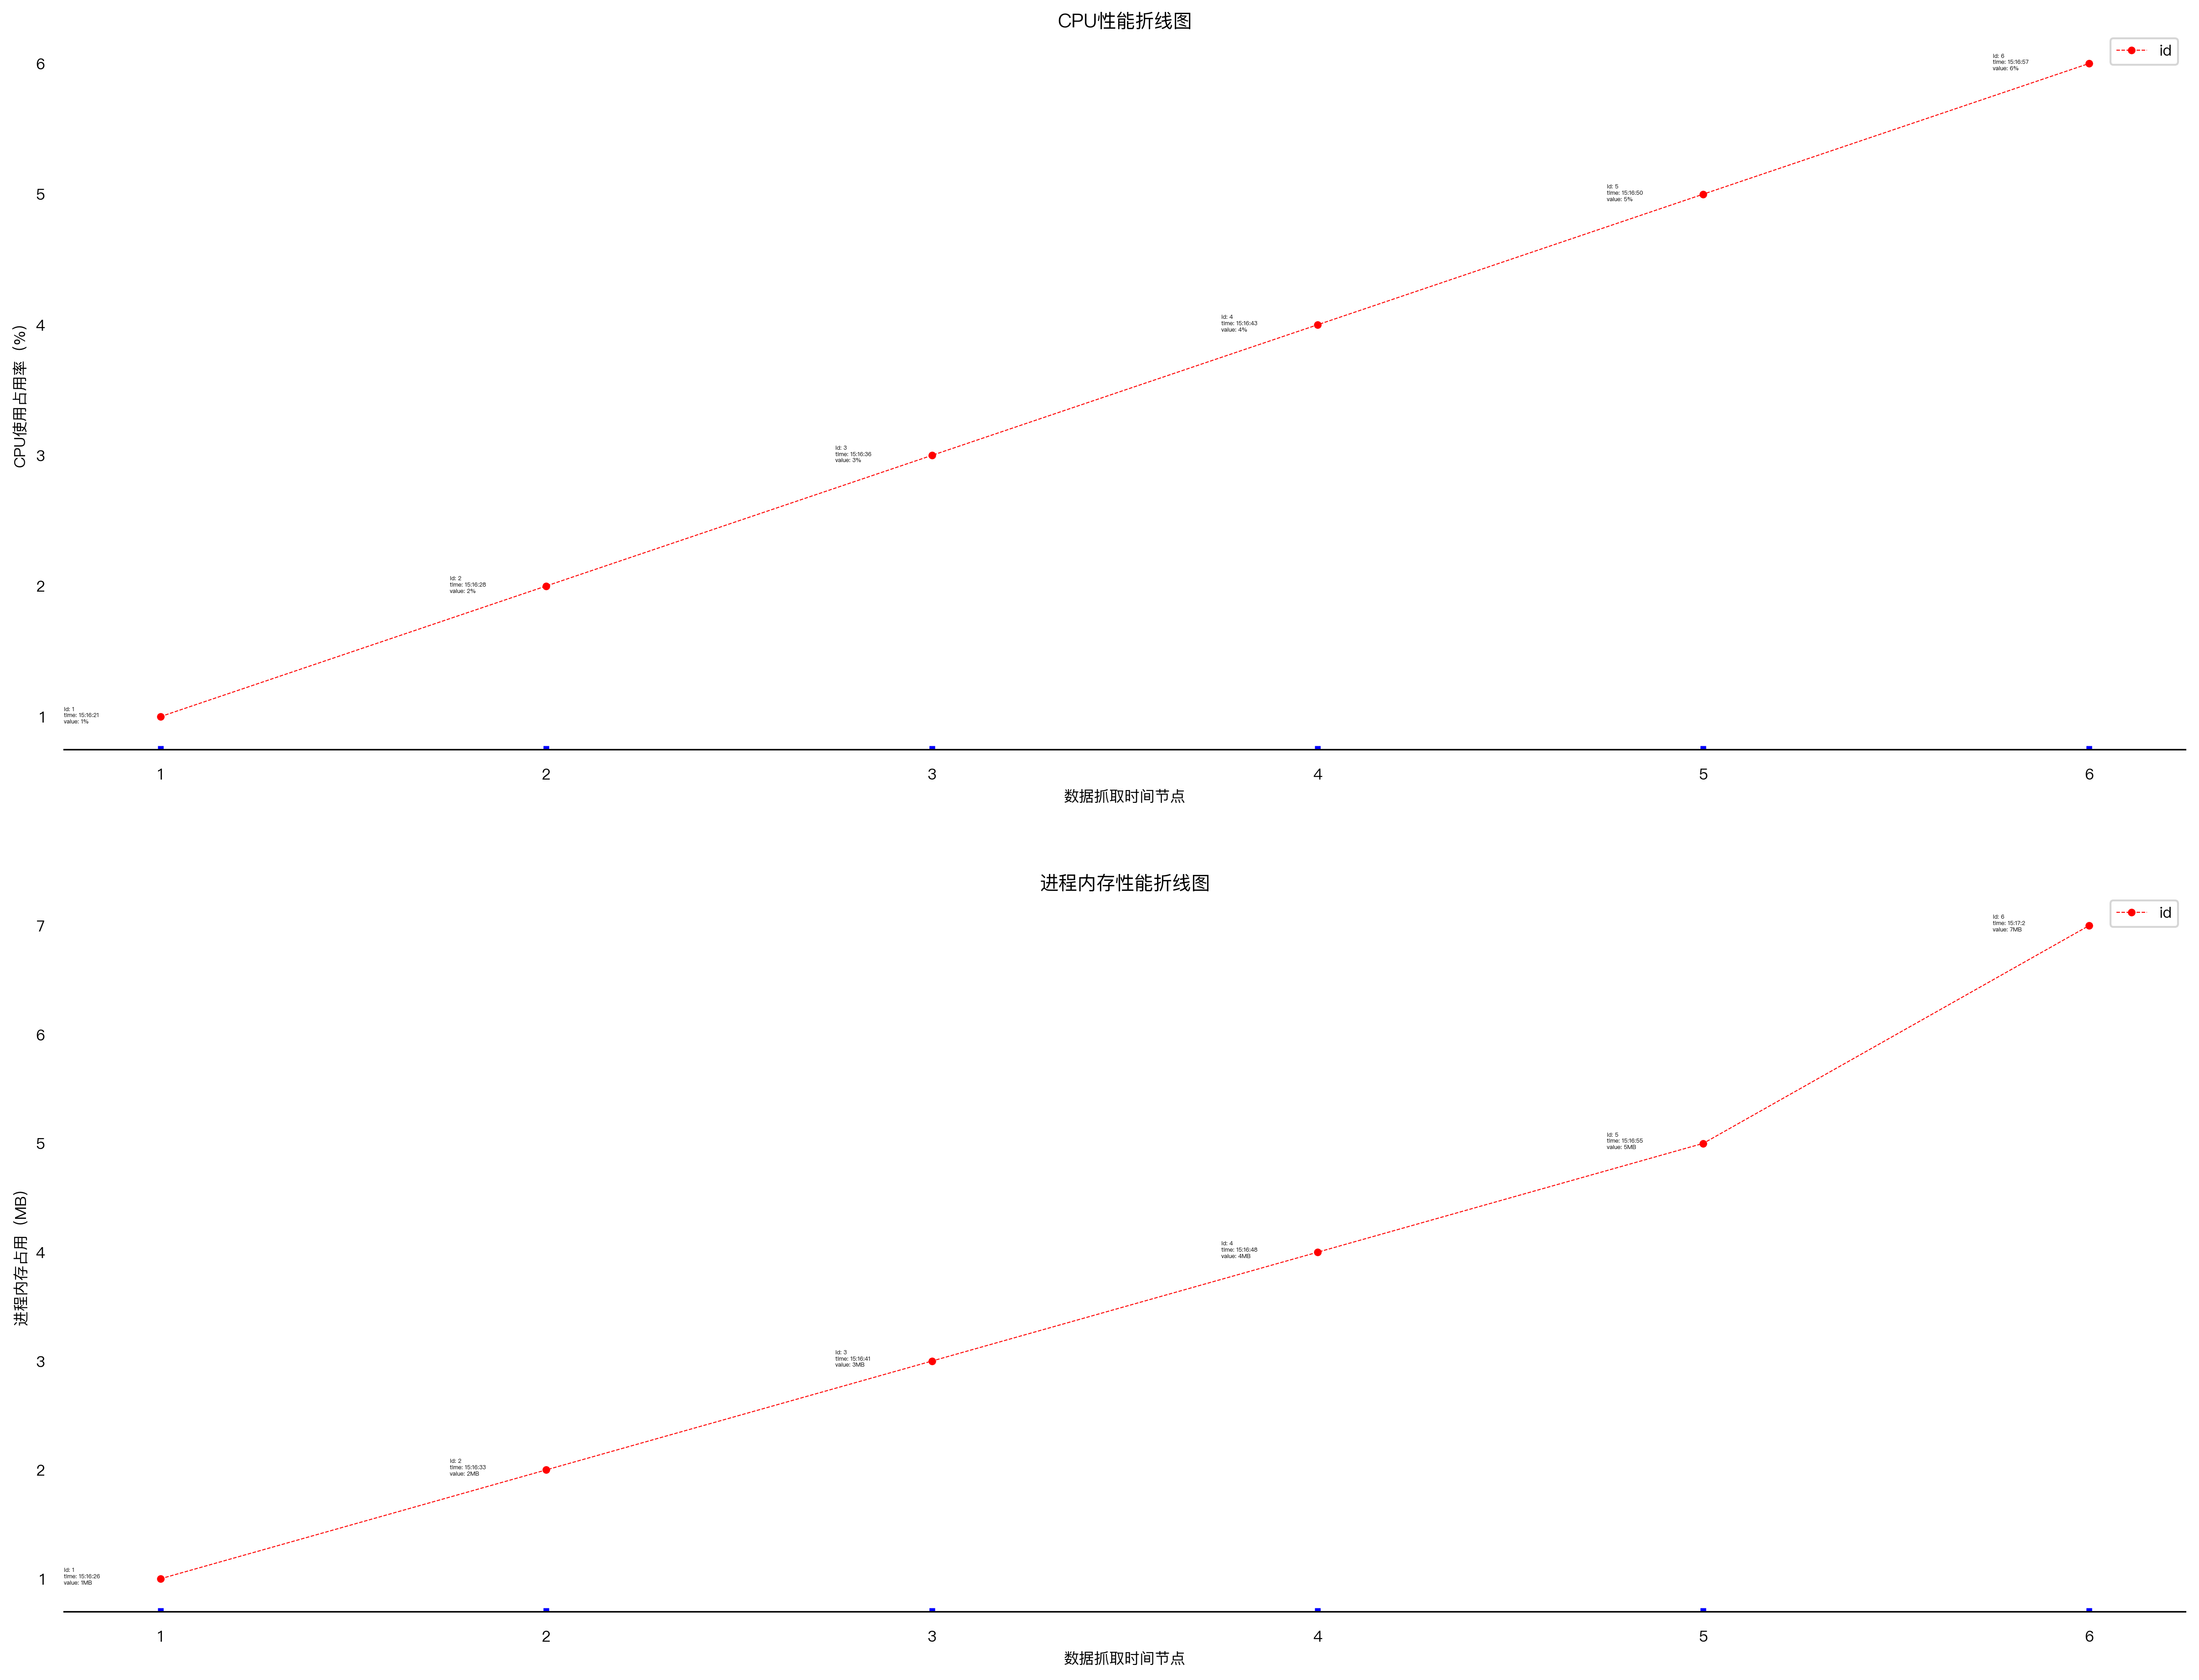 CPU性能折线图
id
CPU使用占用率（%）
6
5
4
3
2
1
Id: 6
time: 15:16:57
value: 6%
Id: 5
time: 15:16:50
value: 5%
Id: 4
time: 15:16:43
value: 4%
Id: 3
time: 15:16:36
value: 3%
Id: 2
time: 15:16:28
value: 2%
Id: 1
time: 15:16:21
value: 1%
1 2 3 4 5 6
数据抓取时间节点
进程内存性能折线图
id
进程内存占用（MB）
7
6
5
4
3
2
1
Id: 6
time: 15:17:2
value: 7MB
Id: 5
time: 15:16:55
value: 5MB
Id: 4
time: 15:16:48
value: 4MB
Id: 3
time: 15:16:41
value: 3MB
Id: 2
time: 15:16:33
value: 2MB
Id: 1
time: 15:16:26
value: 1MB
1 2 3 4 5 6
数据抓取时间节点